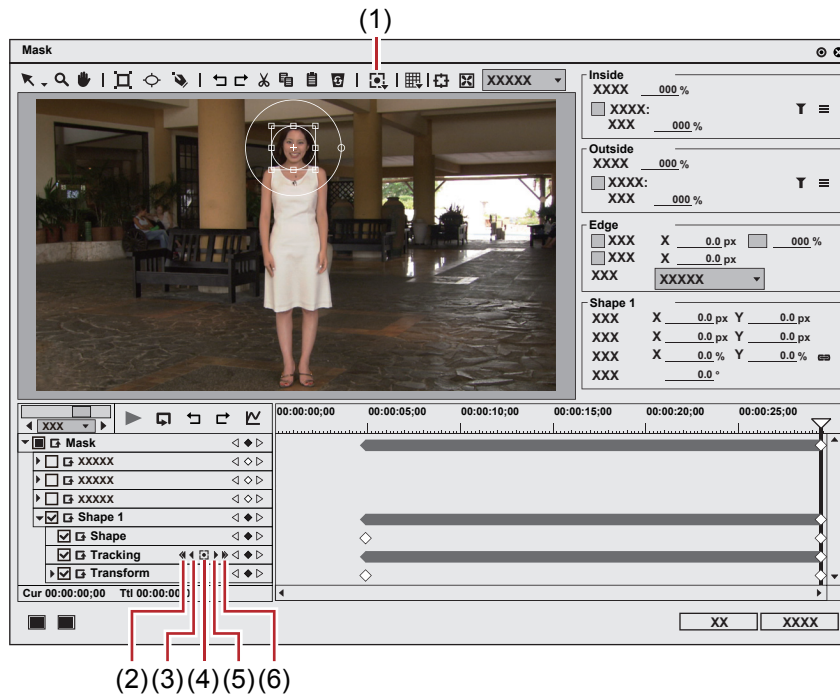 (1)
Mask
XXXXX
Inside
XXXX 000 %
XXXX:
XXX 000 %
Outside
XXXX 000 %
XXXX:
XXX 000 %
Edge
XXX X 0.0 px 000 %
XXX X 0.0 px
XXX XXXXX
Shape 1
XXX X 0.0 px Y 0.0 px
XXX X 0.0 px Y 0.0 px
XXX X 0.0 % Y 0.0 %
XXX 0.0 °
XXX
00:00:00;00 00:00:05;00 00:00:10;00 00:00:15;00 00:00:20;00 00:00:25;00
Mask
XXXXX
XXXXX
XXXXX
Shape 1
Shape
Tracking
Transform
Cur 00:00:00;00 Ttl 00:00:00;0
XX XXXX
(2) (3) (4) (5) (6)